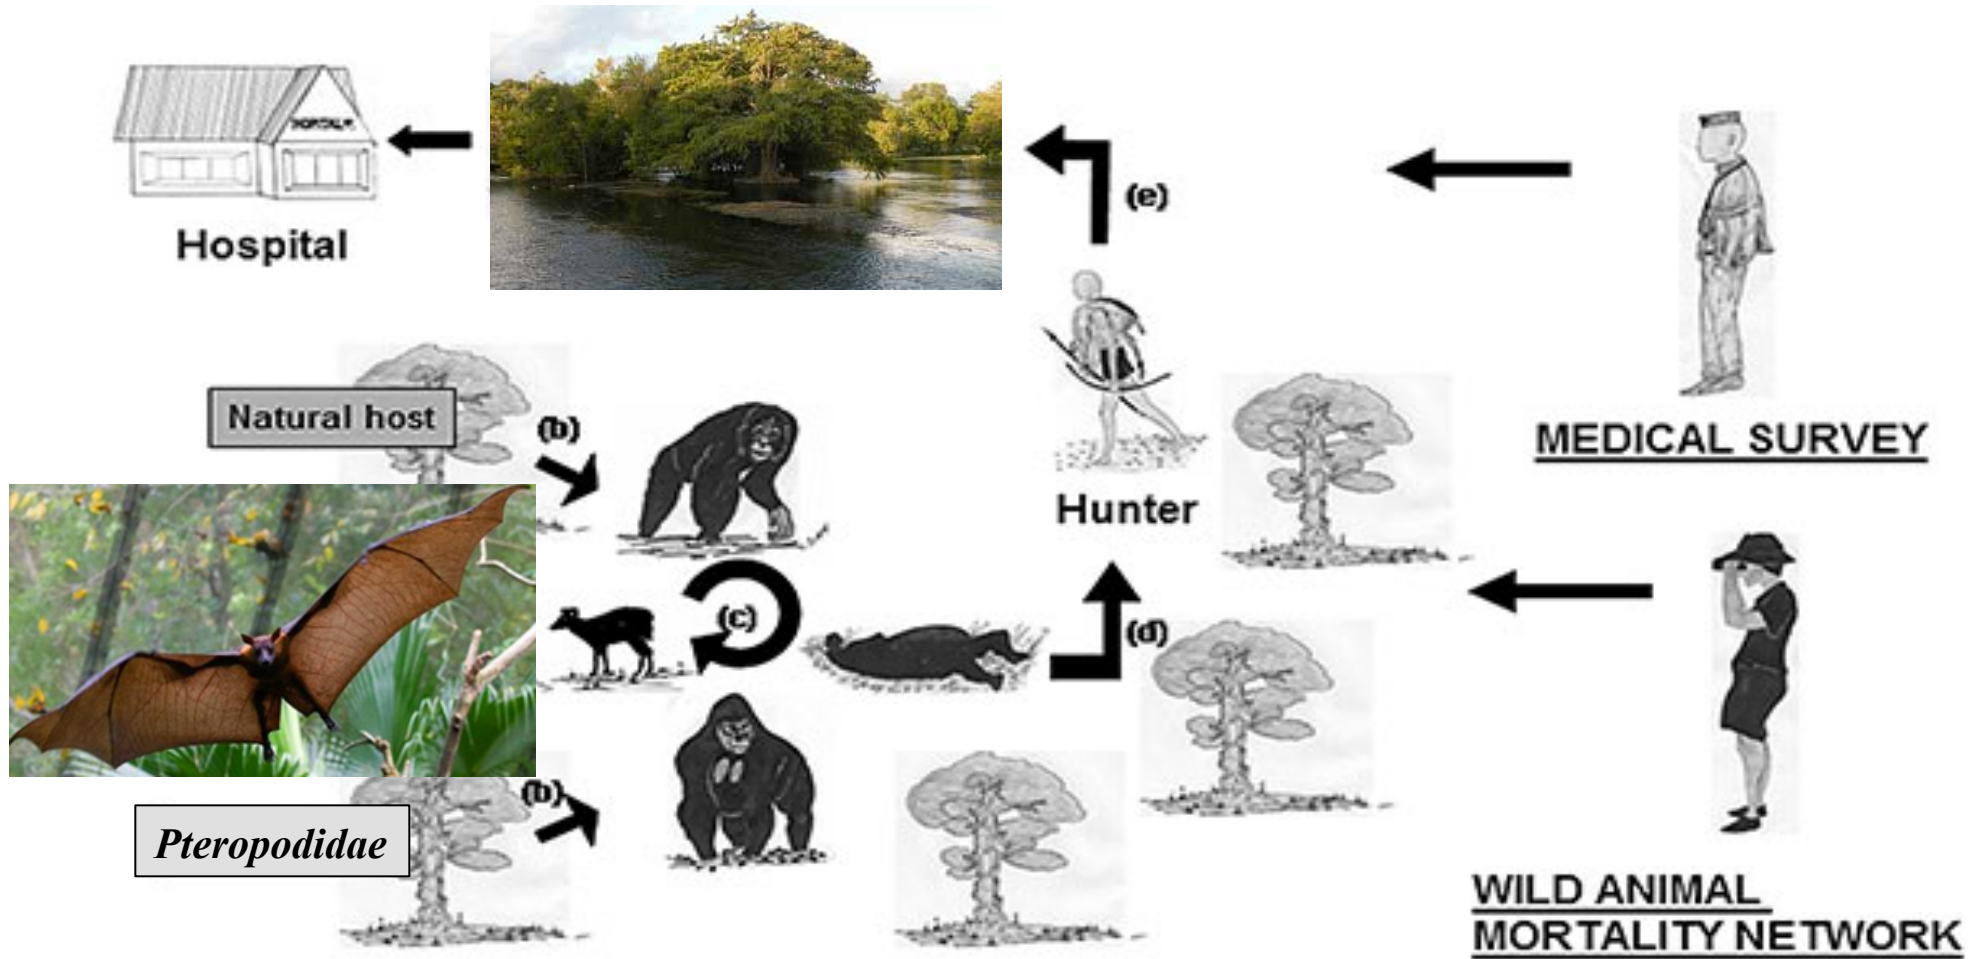 Hospital
(e)
Natural host
(b)
MEDICAL SURVEY
Hunter
(c)
(d)
(b)
Pteropodidae
WILD ANIMAL
MORTALITY NETWORK